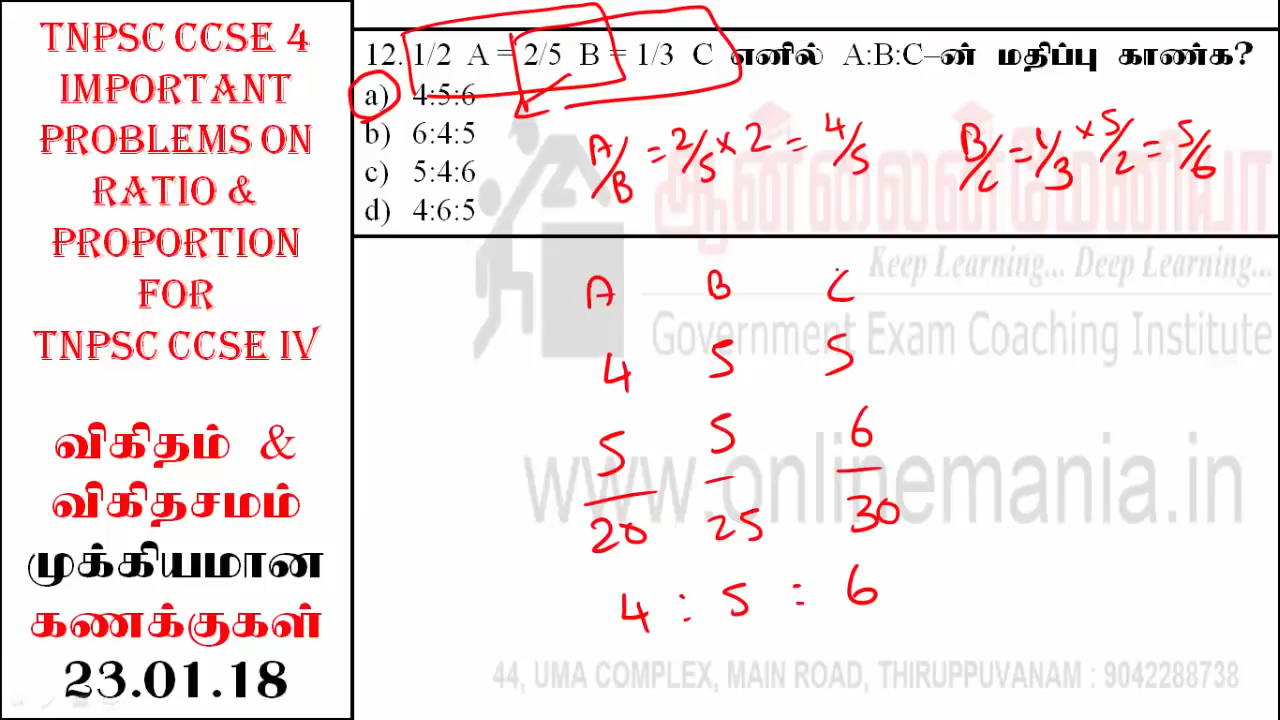 TNPSC CCSE 4
IMPORTANT
PROBLEMS ON
RATIO &
PROPORTION
FOR
TNPSC CCSE IV
விகிதம் &
விகிதசமம்
முக்கியமான
கணக்குகள்
23.01.18
12. 1/2 A = 2/5 B = 1/3 C எனில் A:B:C–ன் மதிப்பு காண்க?
a) 4:5:6
b) 6:4:5
c) 5:4:6
d) 4:6:5
A/B = 2/5 × 2 = 4/5
B/C = 1/3 × 5/2 = 5/6
ஆன்லைன்மேனியா
Keep Learning... Deep Learning...
Government Exam Coaching Institute
A B C
4 5 5
5 5 6
20 25 30
4 : 5 : 6
www.onlinemania.in
44, UMA COMPLEX, MAIN ROAD, THIRUPPUVANAM : 9042288738